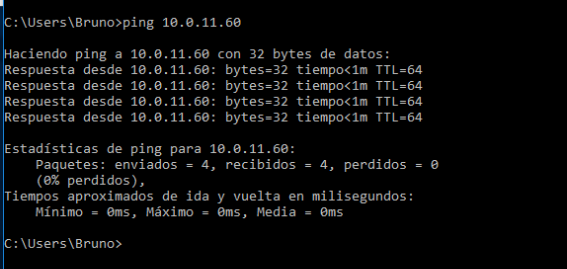 C:\Users\Bruno>ping 10.0.11.60
Haciendo ping a 10.0.11.60 con 32 bytes de datos:
Respuesta desde 10.0.11.60: bytes=32 tiempo<1m TTL=64
Respuesta desde 10.0.11.60: bytes=32 tiempo<1m TTL=64
Respuesta desde 10.0.11.60: bytes=32 tiempo<1m TTL=64
Respuesta desde 10.0.11.60: bytes=32 tiempo<1m TTL=64
Estadísticas de ping para 10.0.11.60:
    Paquetes: enviados = 4, recibidos = 4, perdidos = 0
    (0% perdidos),
Tiempos aproximados de ida y vuelta en milisegundos:
    Mínimo = 0ms, Máximo = 0ms, Media = 0ms
C:\Users\Bruno>